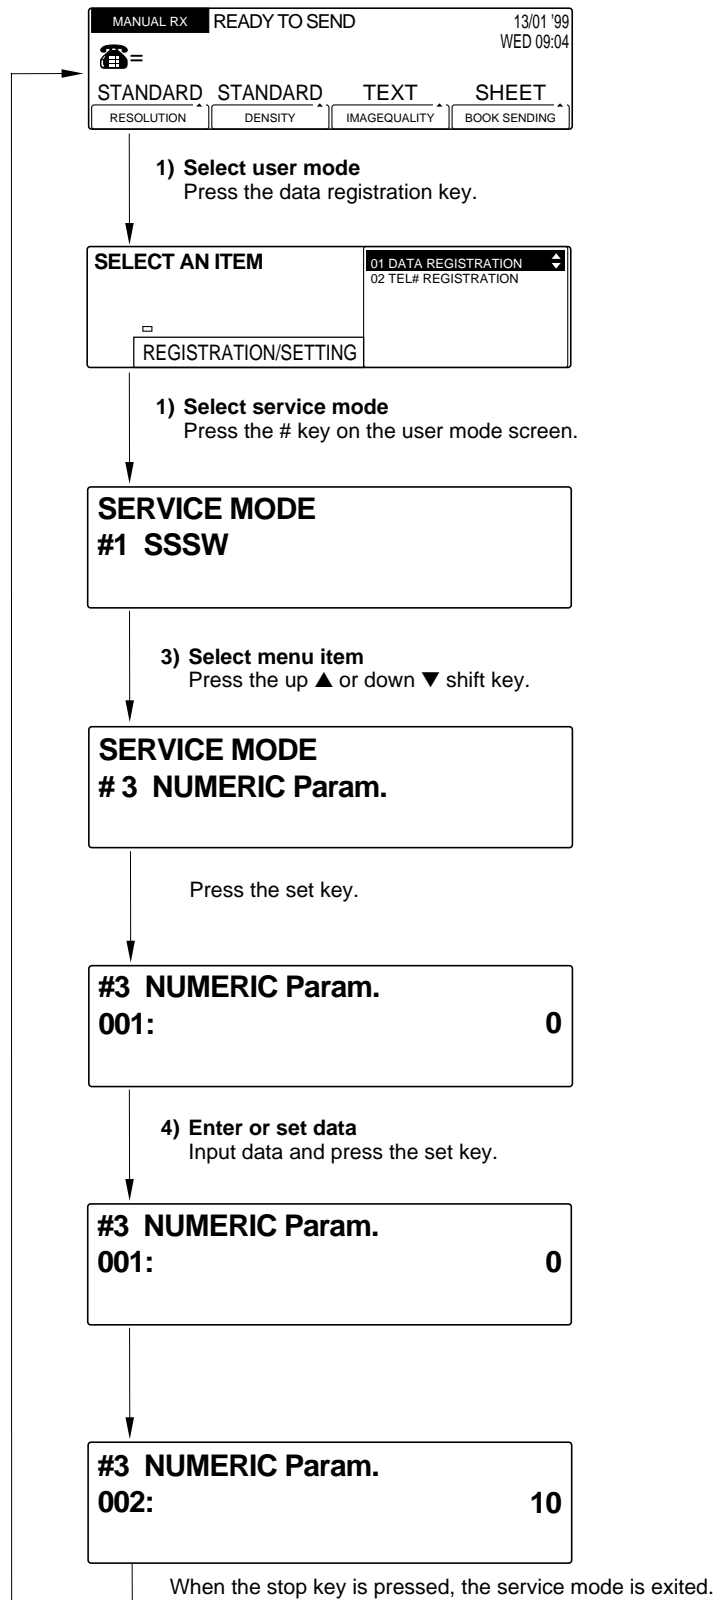 MANUAL RX READY TO SEND 13/01 '99
WED 09:04
☎=
STANDARD STANDARD TEXT SHEET
RESOLUTION DENSITY IMAGEQUALITY BOOK SENDING
1) Select user mode
Press the data registration key.
SELECT AN ITEM 01 DATA REGISTRATION
02 TEL# REGISTRATION
REGISTRATION/SETTING
1) Select service mode
Press the # key on the user mode screen.
SERVICE MODE
#1 SSSW
3) Select menu item
Press the up ▲ or down ▼ shift key.
SERVICE MODE
# 3 NUMERIC Param.
Press the set key.
#3 NUMERIC Param.
001: 0
4) Enter or set data
Input data and press the set key.
#3 NUMERIC Param.
001: 0
#3 NUMERIC Param.
002: 10
When the stop key is pressed, the service mode is exited.